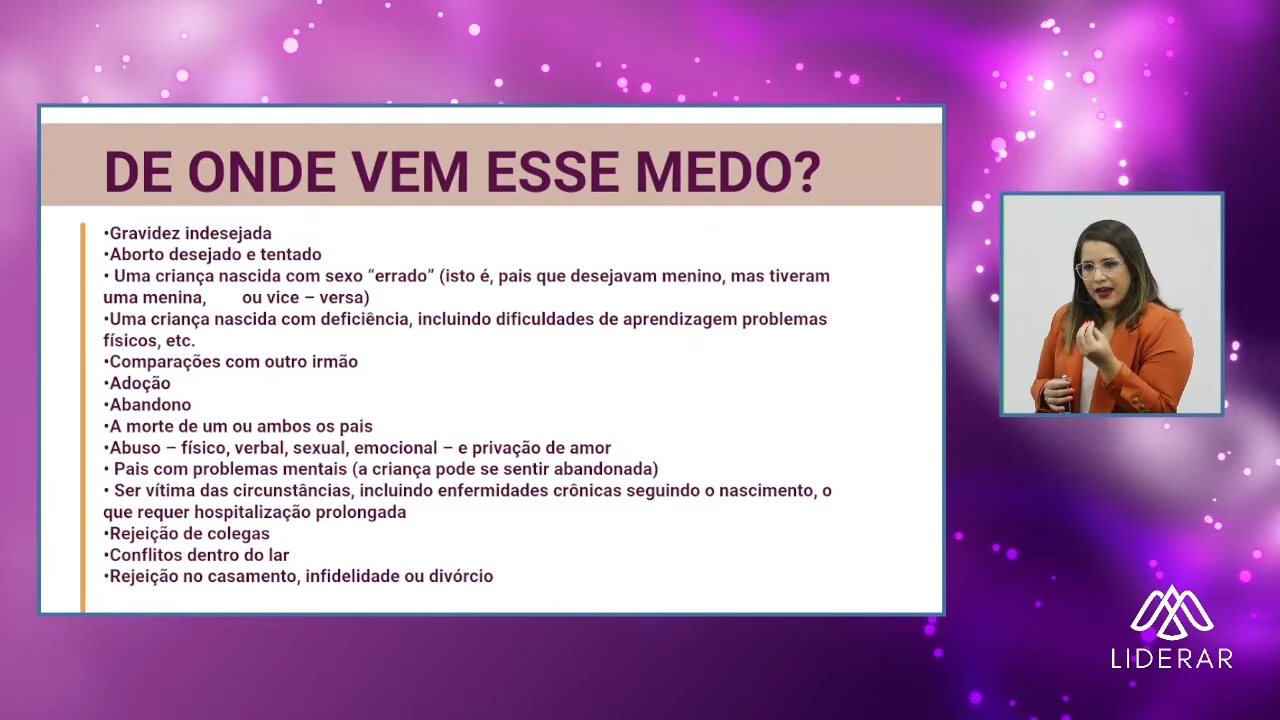 DE ONDE VEM ESSE MEDO?
•Gravidez indesejada
•Aborto desejado e tentado
• Uma criança nascida com sexo “errado” (isto é, pais que desejavam menino, mas tiveram
uma menina, ou vice – versa)
•Uma criança nascida com deficiência, incluindo dificuldades de aprendizagem problemas
físicos, etc.
•Comparações com outro irmão
•Adoção
•Abandono
•A morte de um ou ambos os pais
•Abuso – físico, verbal, sexual, emocional – e privação de amor
• Pais com problemas mentais (a criança pode se sentir abandonada)
• Ser vítima das circunstâncias, incluindo enfermidades crônicas seguindo o nascimento, o
que requer hospitalização prolongada
•Rejeição de colegas
•Conflitos dentro do lar
•Rejeição no casamento, infidelidade ou divórcio
LIDERAR